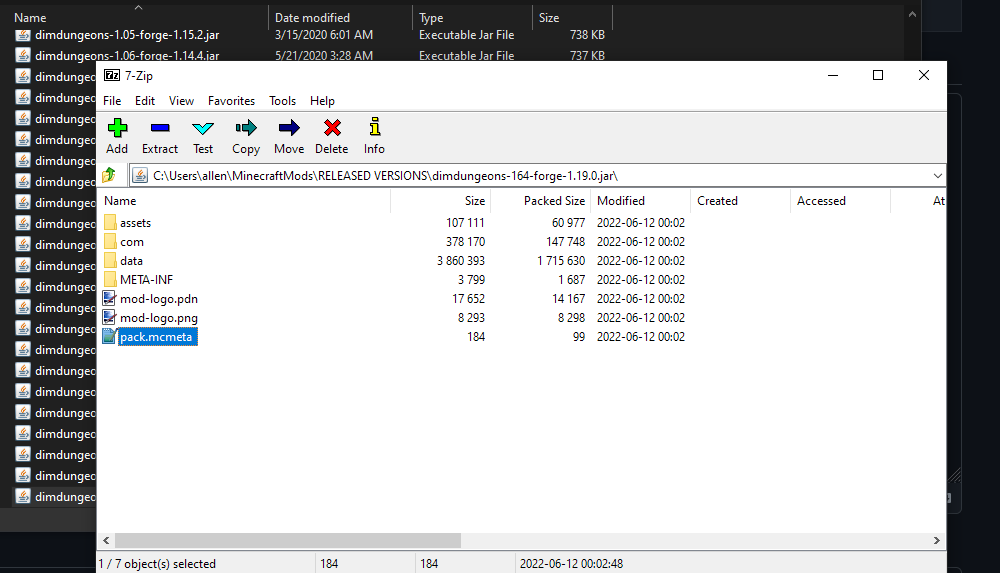 Name Date modified Type Size
dimdungeons-1.05-forge-1.15.2.jar 3/15/2020 6:01 AM Executable Jar File 738 KB
dimdungeons-1.06-forge-1.14.4.jar 5/21/2020 3:28 AM Executable Jar File 737 KB
dimdungeo
7z 7-Zip
dimdungeo
File Edit View Favorites Tools Help
dimdungeo
dimdungeo
Add Extract Test Copy Move Delete Info
dimdungeo
dimdungeo
C:\Users\allen\MinecraftMods\RELEASED VERSIONS\dimdungeons-164-forge-1.19.0.jar\
dimdungeo
Name Size Packed Size Modified Created Accessed At
dimdungeo
assets 107 111 60 977 2022-06-12 00:02
dimdungeo
com 378 170 147 748 2022-06-12 00:02
dimdungeo
data 3 860 393 1 715 630 2022-06-12 00:02
dimdungeo
META-INF 3 799 1 687 2022-06-12 00:02
dimdungeo
mod-logo.pdn 17 652 14 167 2022-06-12 00:02
dimdungeo
mod-logo.png 8 293 8 298 2022-06-12 00:02
dimdungeo
pack.mcmeta 184 99 2022-06-12 00:02
dimdungeo
dimdungeo
dimdungeo
dimdungeo
dimdungeo
dimdungeo
dimdungeo
dimdungeo
1 / 7 object(s) selected 184 184 2022-06-12 00:02:48